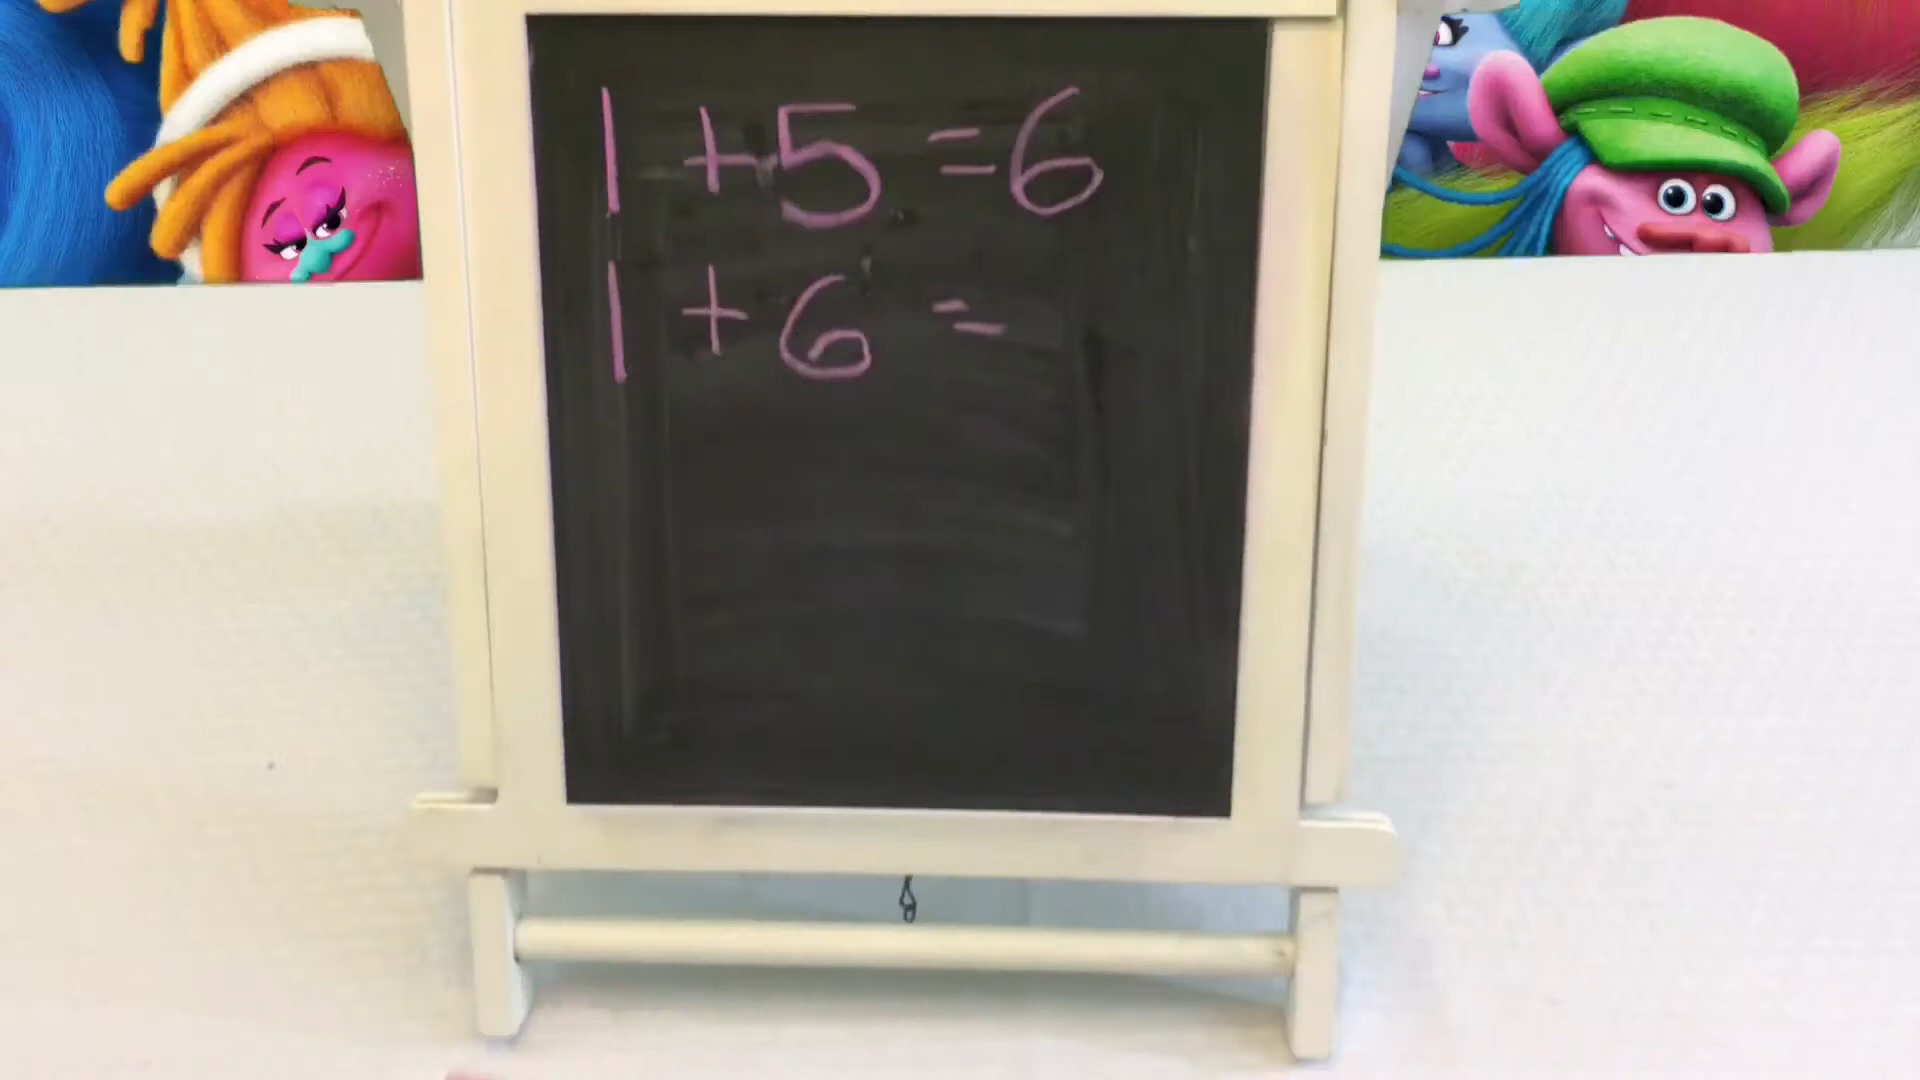 1 + 5 = 6
1 + 6 =